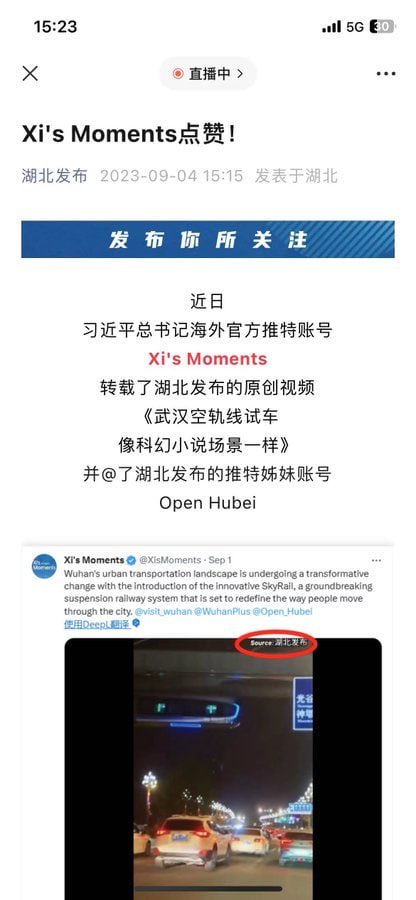 15:23
5G 30
直播中
Xi's Moments点赞！
湖北发布 2023-09-04 15:15 发表于湖北
发布你所关注
近日
习近平总书记海外官方推特账号
Xi's Moments
转载了湖北发布的原创视频
《武汉空轨线试车
像科幻小说场景一样》
并@了湖北发布的推特姊妹账号
Open Hubei
Xi's Moments @XisMoments · Sep 1
Wuhan's urban transportation landscape is undergoing a transformative
change with the introduction of the innovative SkyRail, a groundbreaking
suspension railway system that is set to redefine the way people move
through the city. @visit_wuhan @WuhanPlus @Open_Hubei
使用DeepL翻译
Source:湖北发布
光谷